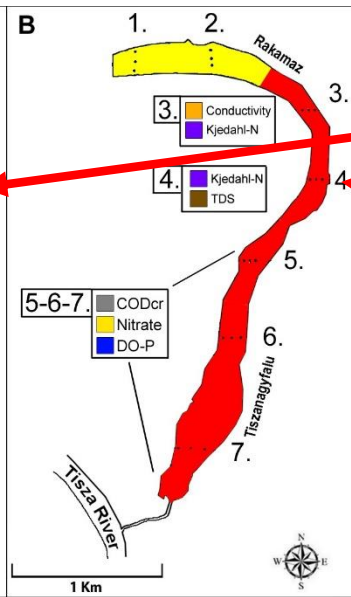 B
1.
2.
Rakamaz
3.
3.
Conductivity
Kjedahl-N
4.
Kjedahl-N
TDS
4
5.
5-6-7.
CODcr
Nitrate
DO-P
6.
Tiszanagyfalu
7.
Tisza River
N
W
E
S
1 Km